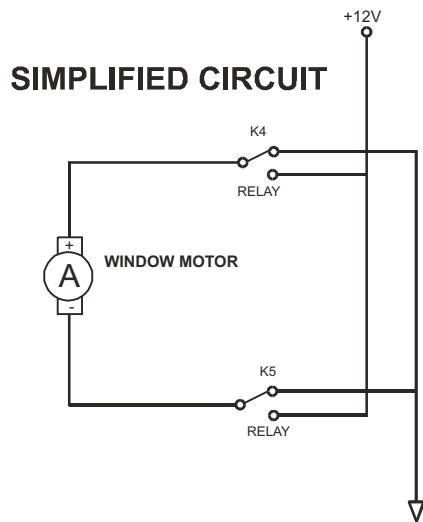 +12V
SIMPLIFIED CIRCUIT
K4
RELAY
+
A
WINDOW MOTOR
-
K5
RELAY